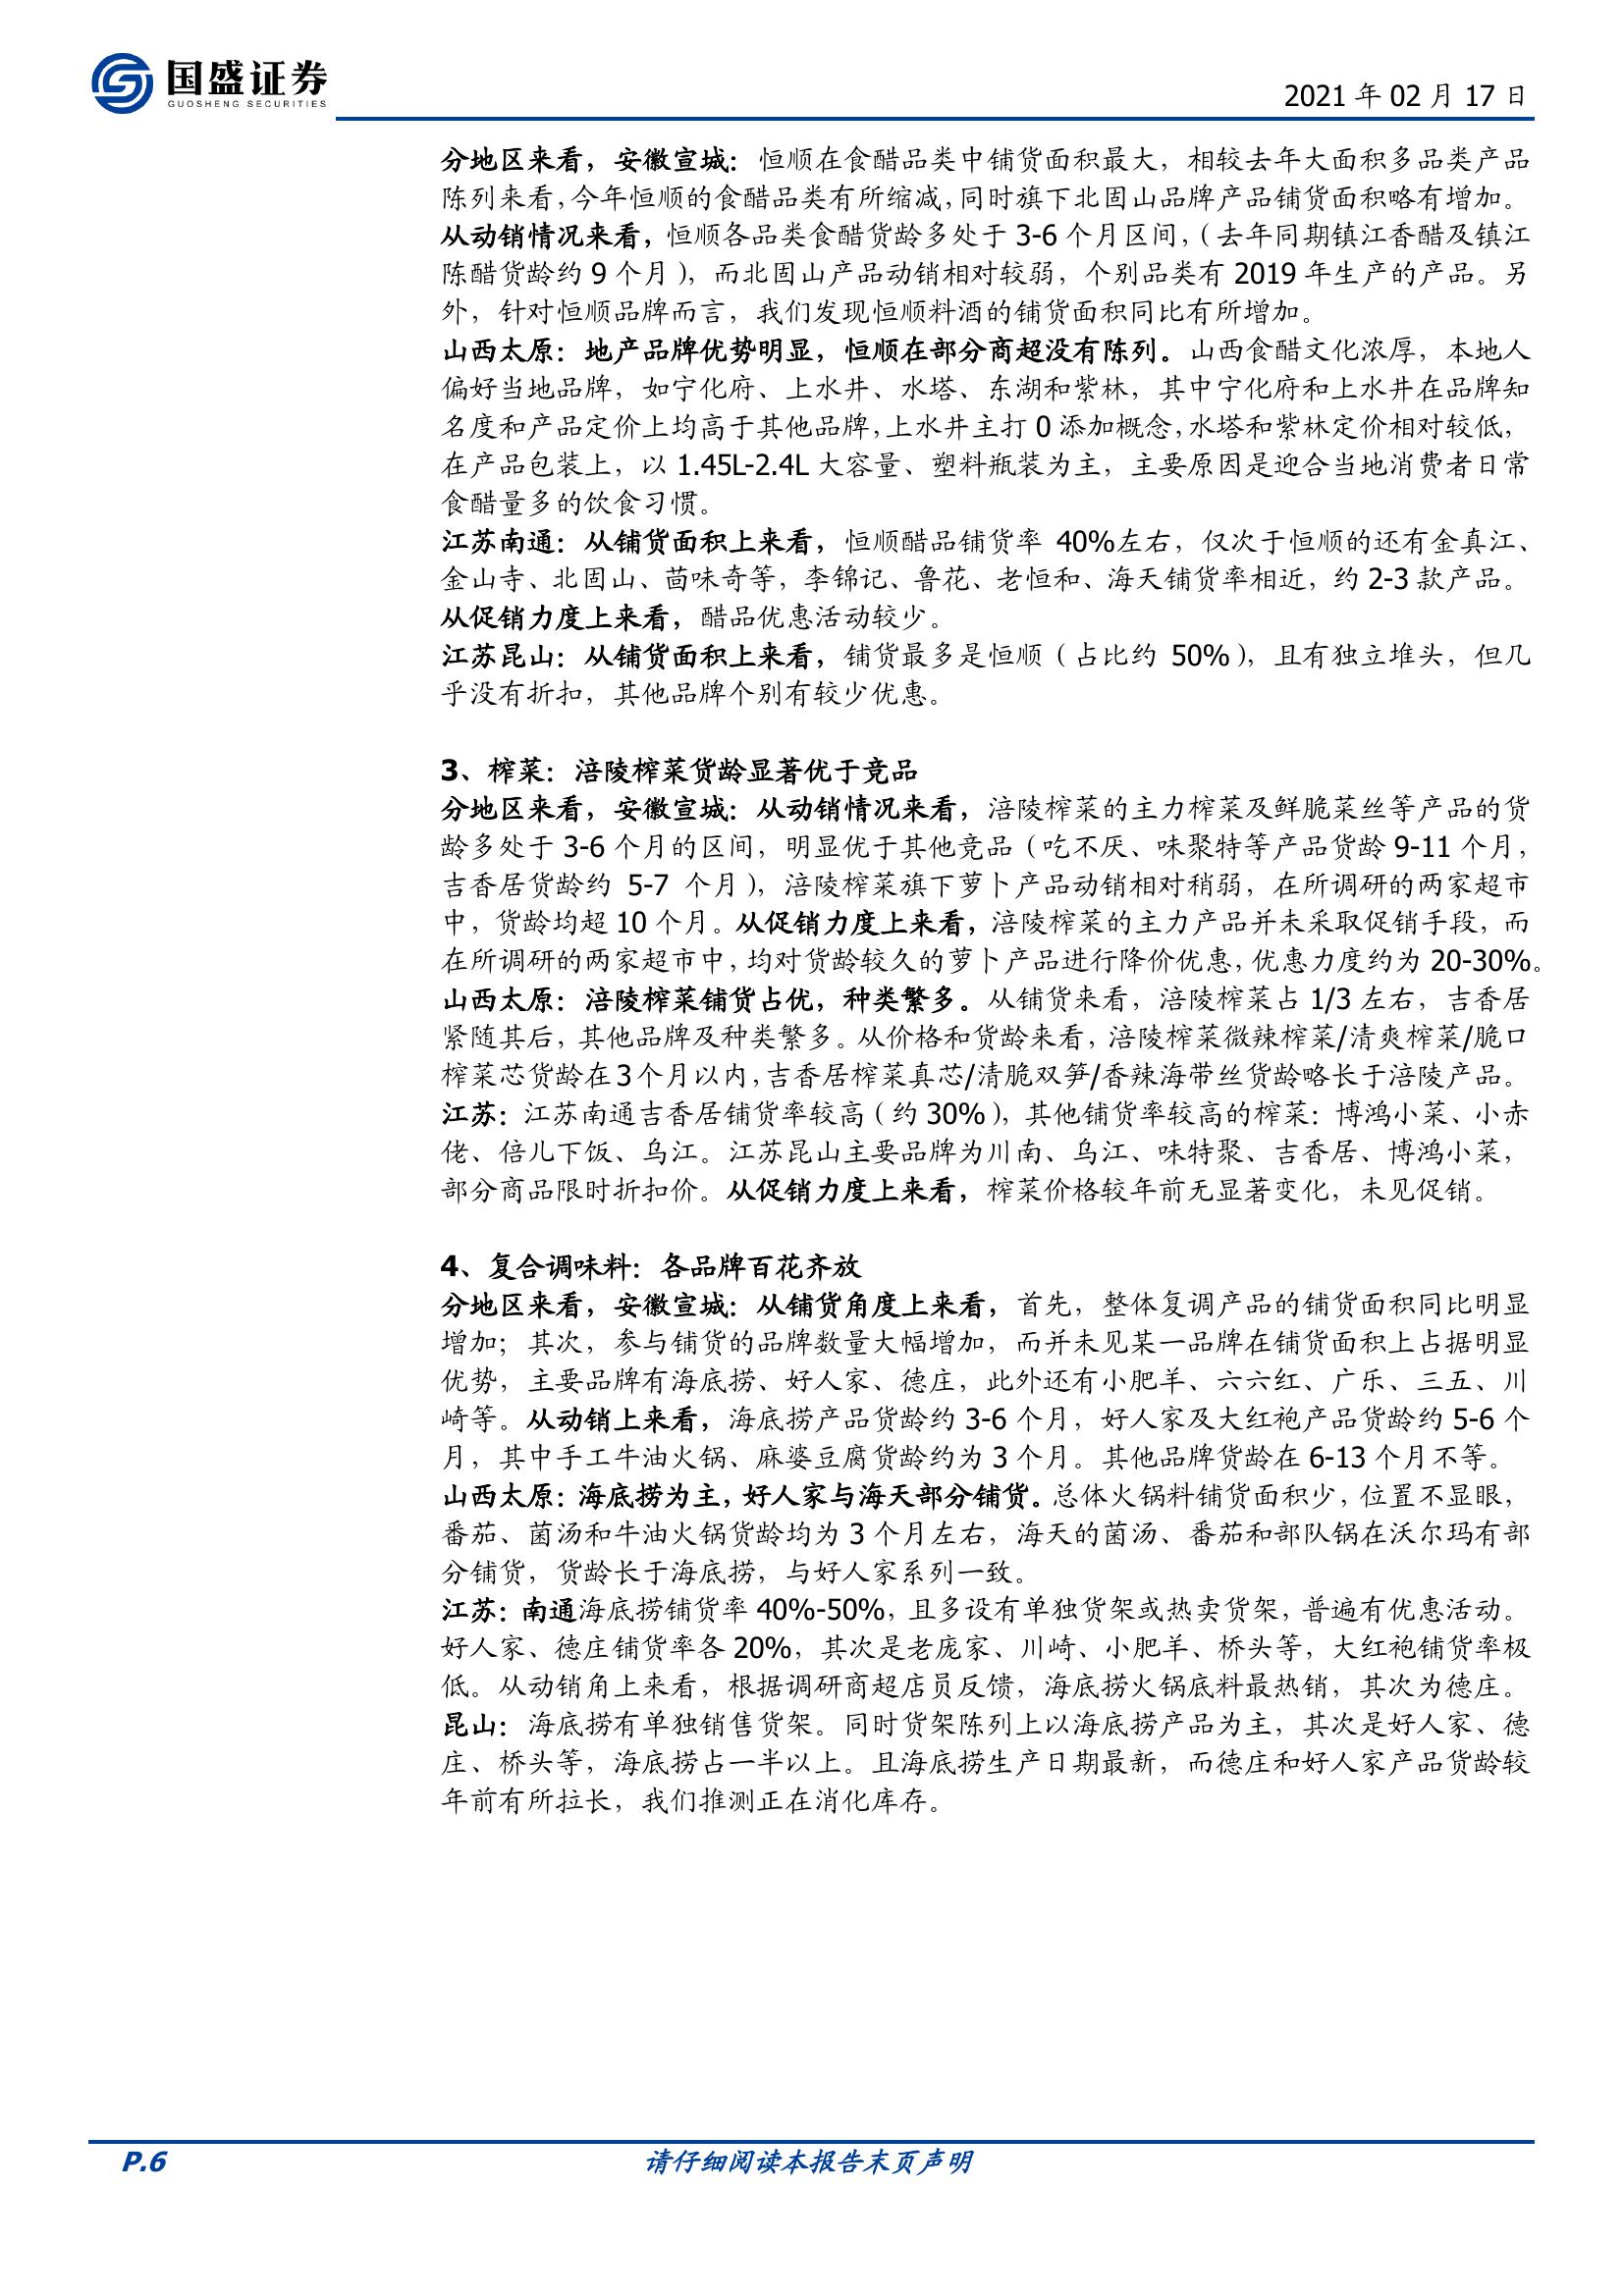 国盛证券
GUOSHENG SECURITIES
2021 年 02 月 17 日
分地区来看，安徽宣城：恒顺在食醋品类中铺货面积最大，相较去年大面积多品类产品
陈列来看，今年恒顺的食醋品类有所缩减，同时旗下北固山品牌产品铺货面积略有增加。
从动销情况来看，恒顺各品类食醋货龄多处于 3-6 个月区间，（去年同期镇江香醋及镇江
陈醋货龄约 9 个月），而北固山产品动销相对较弱，个别品类有 2019 年生产的产品。另
外，针对恒顺品牌而言，我们发现恒顺料酒的铺货面积同比有所增加。
山西太原：地产品牌优势明显，恒顺在部分商超没有陈列。山西食醋文化浓厚，本地人
偏好当地品牌，如宁化府、上水井、水塔、东湖和紫林，其中宁化府和上水井在品牌知
名度和产品定价上均高于其他品牌，上水井主打 0 添加概念，水塔和紫林定价相对较低，
在产品包装上，以 1.45L-2.4L 大容量、塑料瓶装为主，主要原因是迎合当地消费者日常
食醋量多的饮食习惯。
江苏南通：从铺货面积上来看，恒顺醋品铺货率 40%左右，仅次于恒顺的还有金真江、
金山寺、北固山、茴味奇等，李锦记、鲁花、老恒和、海天铺货率相近，约 2-3 款产品。
从促销力度上来看，醋品优惠活动较少。
江苏昆山：从铺货面积上来看，铺货最多是恒顺（占比约 50%），且有独立堆头，但几
乎没有折扣，其他品牌个别有较少优惠。
3、榨菜：涪陵榨菜货龄显著优于竞品
分地区来看，安徽宣城：从动销情况来看，涪陵榨菜的主力榨菜及鲜脆菜丝等产品的货
龄多处于 3-6 个月的区间，明显优于其他竞品（吃不厌、味聚特等产品货龄 9-11 个月，
吉香居货龄约 5-7 个月），涪陵榨菜旗下萝卜产品动销相对稍弱，在所调研的两家超市
中，货龄均超 10 个月。从促销力度上来看，涪陵榨菜的主力产品并未采取促销手段，而
在所调研的两家超市中，均对货龄较久的萝卜产品进行降价优惠，优惠力度约为 20-30%。
山西太原：涪陵榨菜铺货占优，种类繁多。从铺货来看，涪陵榨菜占 1/3 左右，吉香居
紧随其后，其他品牌及种类繁多。从价格和货龄来看，涪陵榨菜微辣榨菜/清爽榨菜/脆口
榨菜芯货龄在 3 个月以内，吉香居榨菜真芯/清脆双笋/香辣海带丝货龄略长于涪陵产品。
江苏：江苏南通吉香居铺货率较高（约 30%），其他铺货率较高的榨菜：博鸿小菜、小赤
佬、倍儿下饭、乌江。江苏昆山主要品牌为川南、乌江、味特聚、吉香居、博鸿小菜，
部分商品限时折扣价。从促销力度上来看，榨菜价格较年前无显著变化，未见促销。
4、复合调味料：各品牌百花齐放
分地区来看，安徽宣城：从铺货角度上来看，首先，整体复调产品的铺货面积同比明显
增加；其次，参与铺货的品牌数量大幅增加，而并未见某一品牌在铺货面积上占据明显
优势，主要品牌有海底捞、好人家、德庄，此外还有小肥羊、六六红、广乐、三五、川
崎等。从动销上来看，海底捞产品货龄约 3-6 个月，好人家及大红袍产品货龄约 5-6 个
月，其中手工牛油火锅、麻婆豆腐货龄约为 3 个月。其他品牌货龄在 6-13 个月不等。
山西太原：海底捞为主，好人家与海天部分铺货。总体火锅料铺货面积少，位置不显眼，
番茄、菌汤和牛油火锅货龄均为 3 个月左右，海天的菌汤、番茄和部队锅在沃尔玛有部
分铺货，货龄长于海底捞，与好人家系列一致。
江苏：南通海底捞铺货率 40%-50%，且多设有单独货架或热卖货架，普遍有优惠活动。
好人家、德庄铺货率各 20%，其次是老庞家、川崎、小肥羊、桥头等，大红袍铺货率极
低。从动销角上来看，根据调研商超店员反馈，海底捞火锅底料最热销，其次为德庄。
昆山：海底捞有单独销售货架。同时货架陈列上以海底捞产品为主，其次是好人家、德
庄、桥头等，海底捞占一半以上。且海底捞生产日期最新，而德庄和好人家产品货龄较
年前有所拉长，我们推测正在消化库存。
P.6
请仔细阅读本报告末页声明